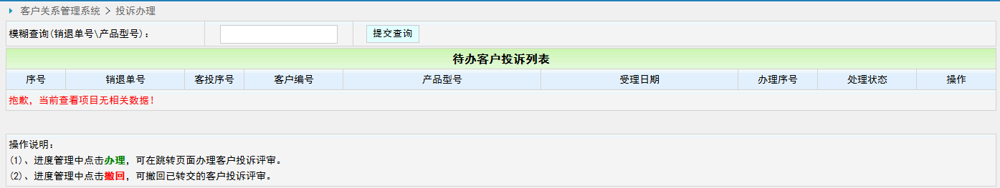 客户关系管理系统 > 投诉办理
模糊查询(销退单号\产品型号)：
提交查询
待办客户投诉列表
序号 销退单号 客投序号 客户编号 产品型号 受理日期 办理序号 处理状态 操作
抱歉，当前查看项目无相关数据！
操作说明：
(1)、进度管理中点击办理，可在跳转页面办理客户投诉评审。
(2)、进度管理中点击撤回，可撤回已转交的客户投诉评审。